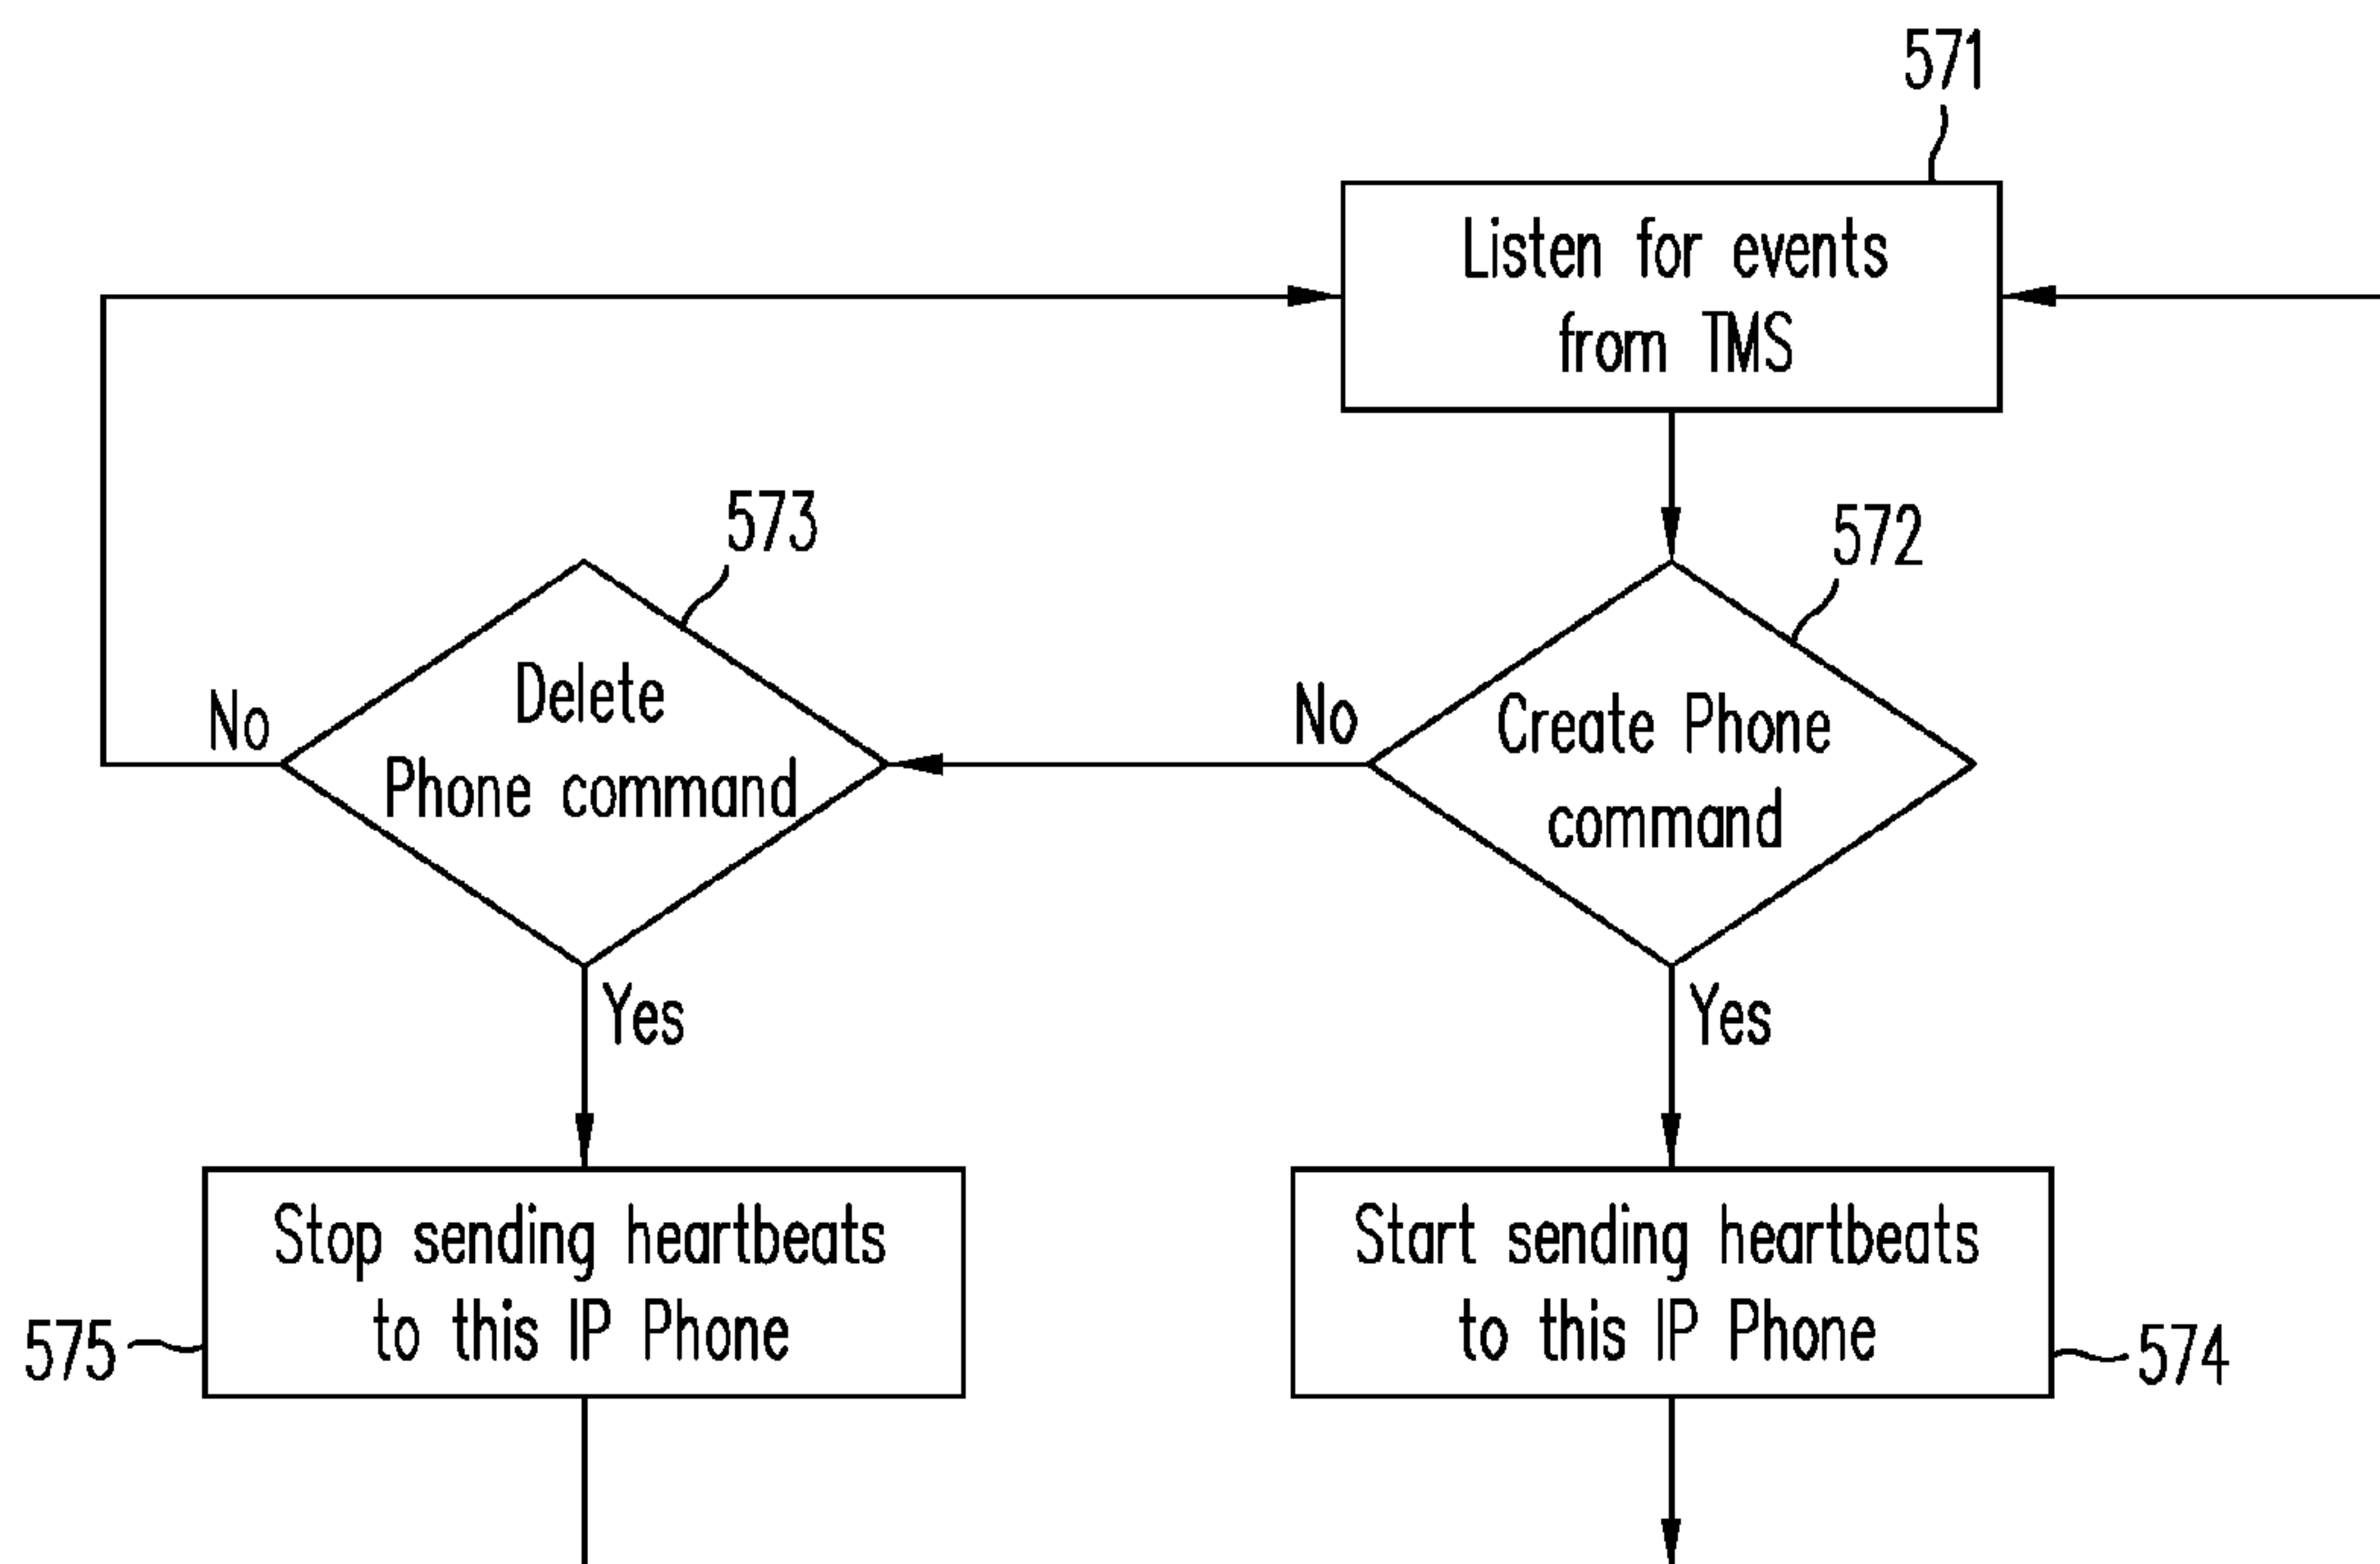 571
Listen for events
from TMS
573
572
Delete
Phone command
No
No
Create Phone
command
Yes
Yes
Stop sending heartbeats
to this IP Phone
575
Start sending heartbeats
to this IP Phone
574